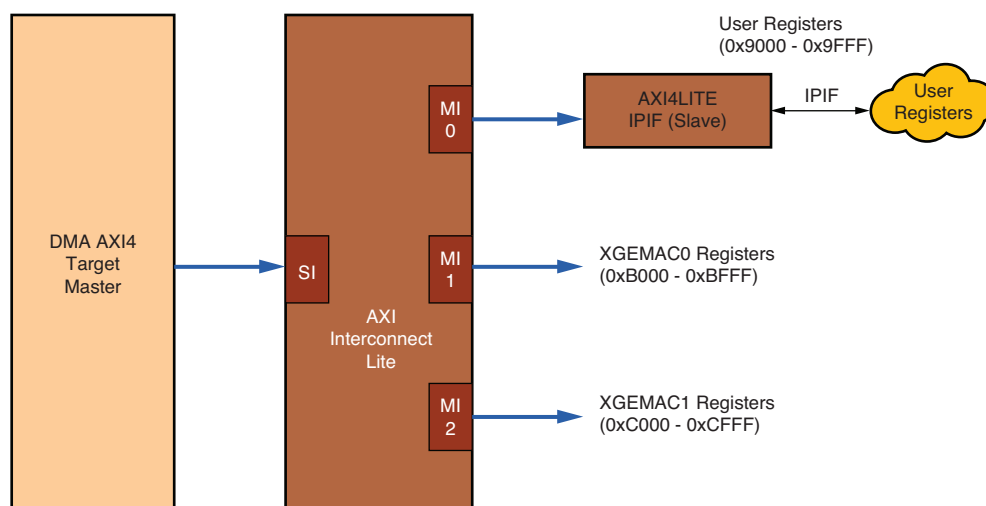 User Registers
(0x9000 - 0x9FFF)
MI
0
AXI4LITE
IPIF (Slave)
IPIF
User
Registers
DMA AXI4
Target
Master
SI
MI
1
XGEMAC0 Registers
(0xB000 - 0xBFFF)
AXI
Interconnect
Lite
MI
2
XGEMAC1 Registers
(0xC000 - 0xCFFF)